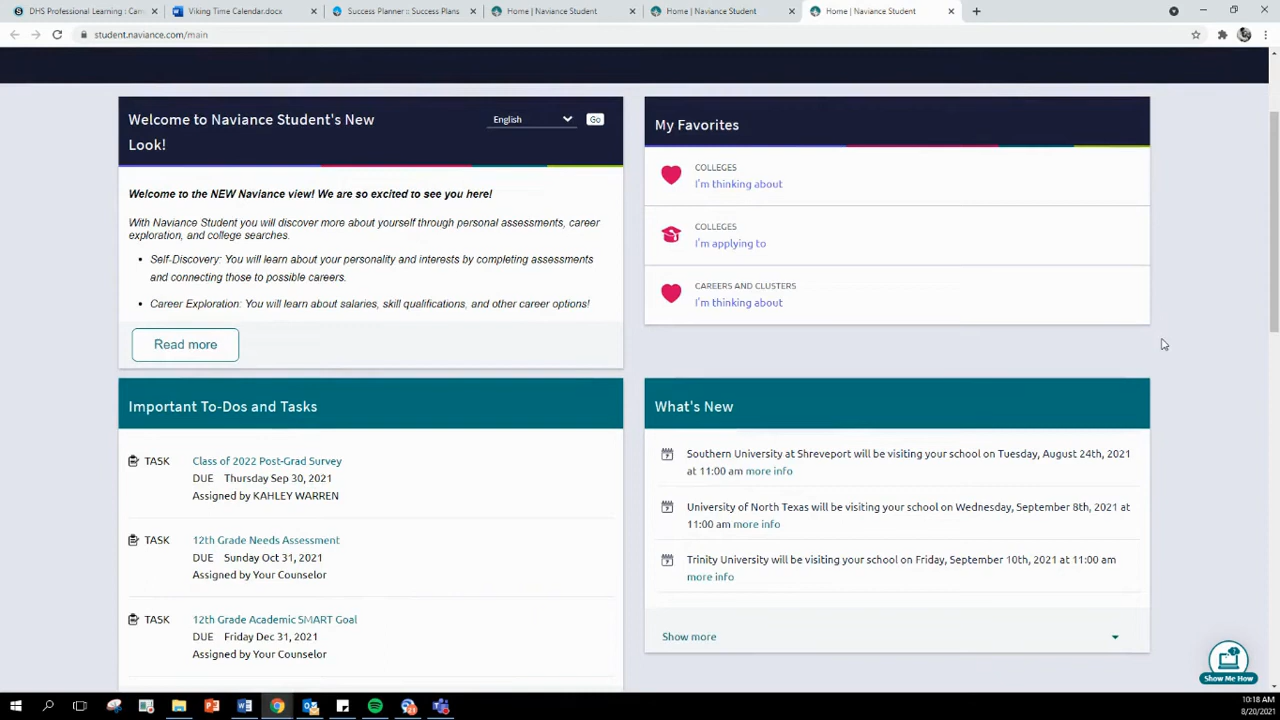 DHS Professional Learning : Can
Viking Time Calendar.docx
Success Planner :: Success Plans
Home | Naviance Student
Home | Naviance Student
Home | Naviance Student
student.naviance.com/main
Welcome to Naviance Student's New
Look!
English
Go
Welcome to the NEW Naviance view! We are so excited to see you here!
With Naviance Student you will discover more about yourself through personal assessments, career
exploration, and college searches.
• Self-Discovery: You will learn about your personality and interests by completing assessments
and connecting those to possible careers.
• Career Exploration: You will learn about salaries, skill qualifications, and other career options!
Read more
My Favorites
COLLEGES
I'm thinking about
COLLEGES
I'm applying to
CAREERS AND CLUSTERS
I'm thinking about
Important To-Dos and Tasks
TASK Class of 2022 Post-Grad Survey
DUE Thursday Sep 30, 2021
Assigned by KAHLEY WARREN
TASK 12th Grade Needs Assessment
DUE Sunday Oct 31, 2021
Assigned by Your Counselor
TASK 12th Grade Academic SMART Goal
DUE Friday Dec 31, 2021
Assigned by Your Counselor
What's New
Southern University at Shreveport will be visiting your school on Tuesday, August 24th, 2021
at 11:00 am more info
University of North Texas will be visiting your school on Wednesday, September 8th, 2021 at
11:00 am more info
Trinity University will be visiting your school on Friday, September 10th, 2021 at 11:00 am
more info
Show more
Show Me How
10:18 AM
8/20/2021